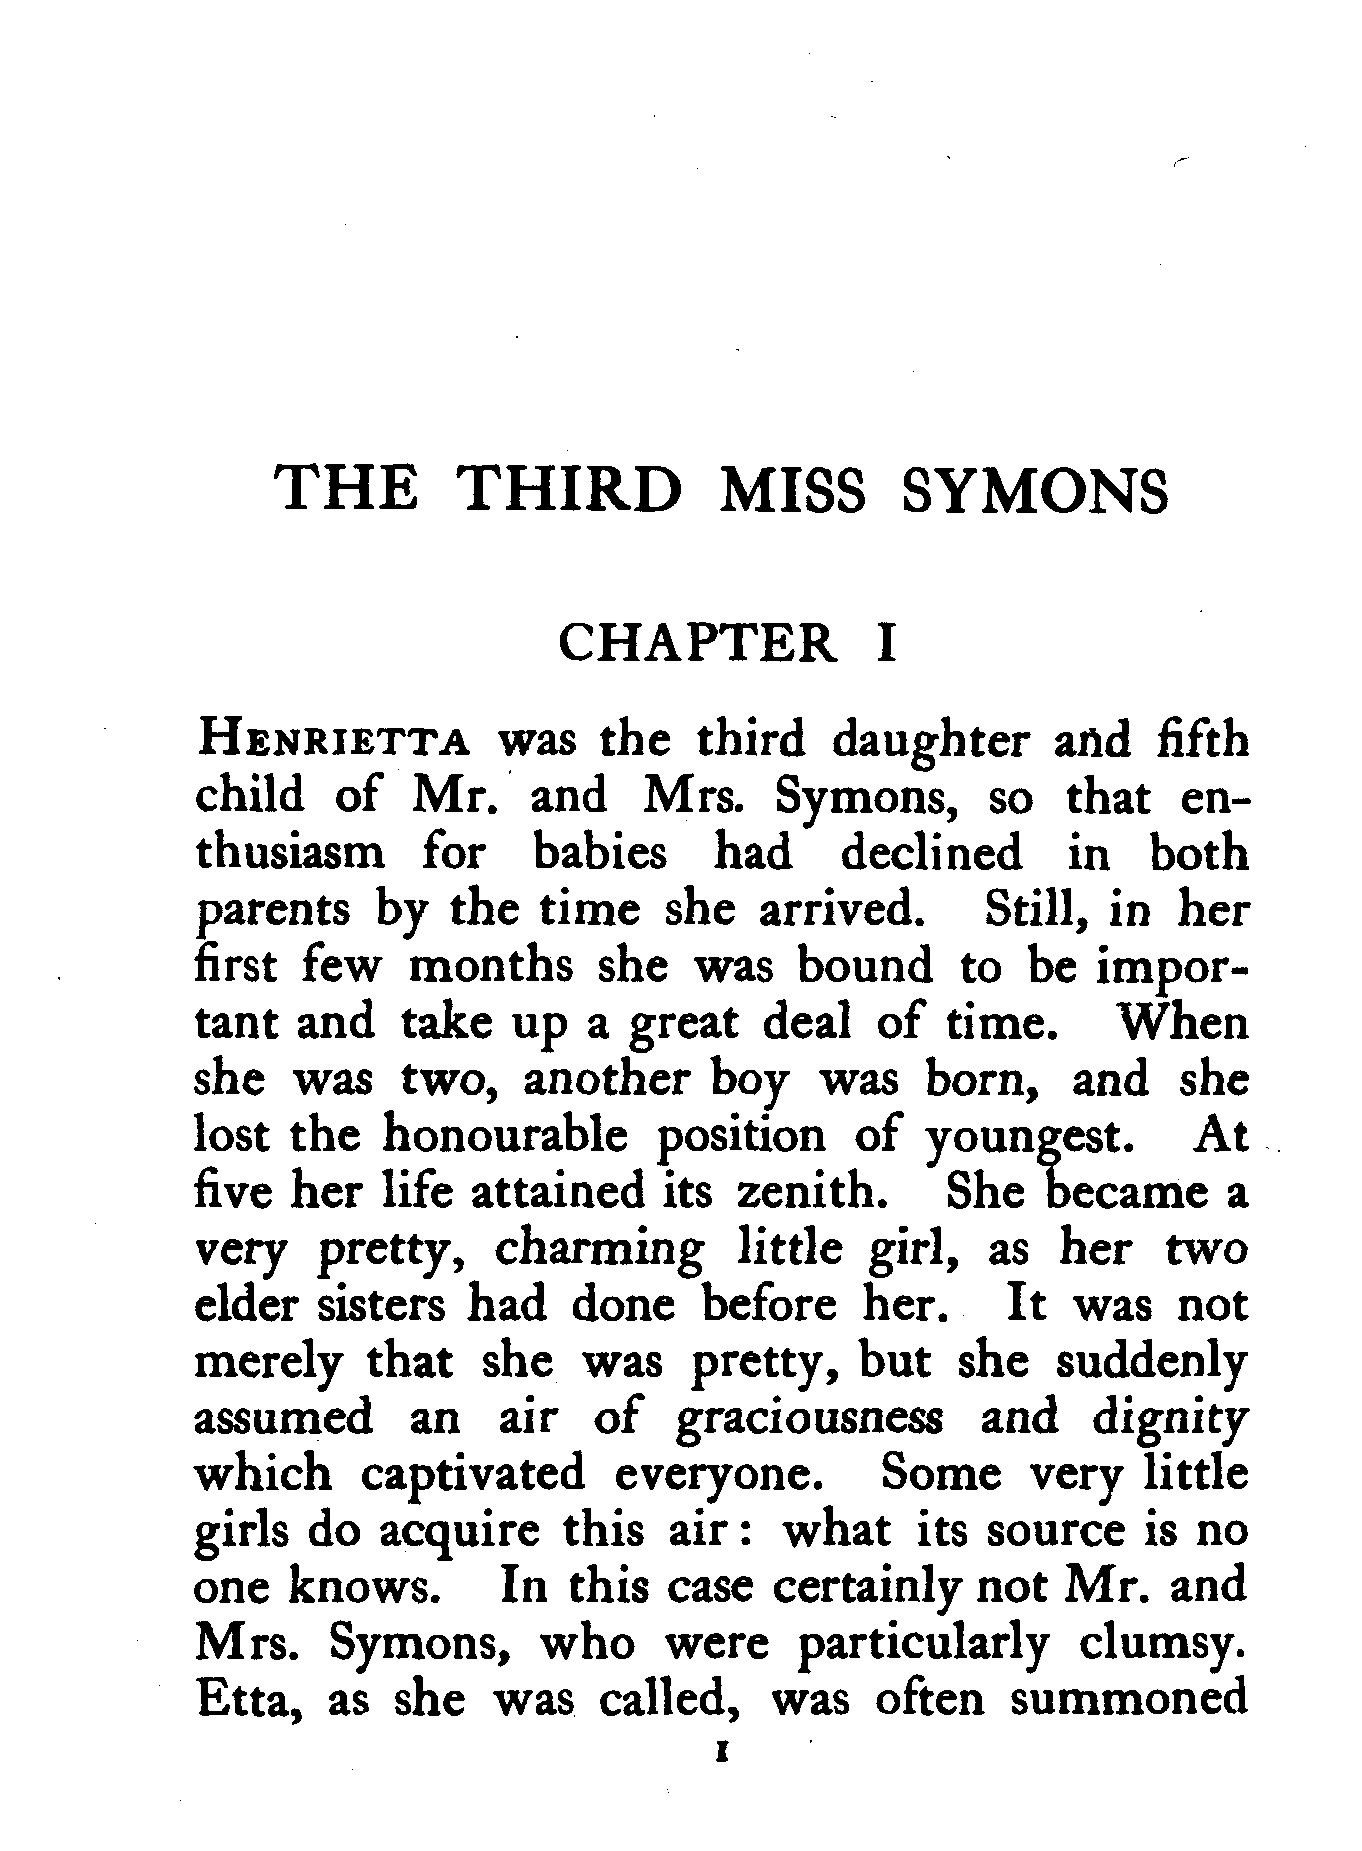 THE THIRD MISS SYMONS
CHAPTER I
HENRIETTA was the third daughter and fifth
child of Mr. and Mrs. Symons, so that en-
thusiasm for babies had declined in both
parents by the time she arrived. Still, in her
first few months she was bound to be impor-
tant and take up a great deal of time. When
she was two, another boy was born, and she
lost the honourable position of youngest. At
five her life attained its zenith. She became a
very pretty, charming little girl, as her two
elder sisters had done before her. It was not
merely that she was pretty, but she suddenly
assumed an air of graciousness and dignity
which captivated everyone. Some very little
girls do acquire this air: what its source is no
one knows. In this case certainly not Mr. and
Mrs. Symons, who were particularly clumsy.
Etta, as she was called, was often summoned
I